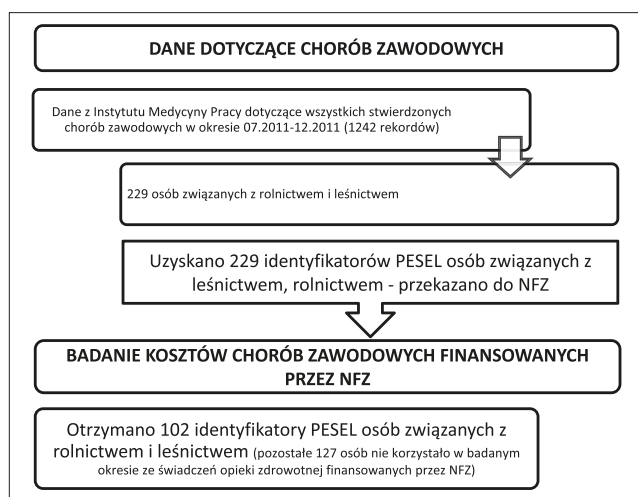 DANE DOTYCZĄCE CHORÓB ZAWODOWYCH
Dane z Instytutu Medycyny Pracy dotyczące wszystkich stwierdzonych
chorób zawodowych w okresie 07.2011-12.2011 (1242 rekordów)
229 osób związanych z rolnictwem i leśnictwem
Uzyskano 229 identyfikatorów PESEL osób związanych z
leśnictwem, rolnictwem - przekazano do NFZ
BADANIE KOSZTÓW CHORÓB ZAWODOWYCH FINANSOWANYCH
PRZEZ NFZ
Otrzymano 102 identyfikatory PESEL osób związanych z
rolnictwem i leśnictwem (pozostałe 127 osób nie korzystało w badanym
okresie ze świadczeń opieki zdrowotnej finansowanych przez NFZ)